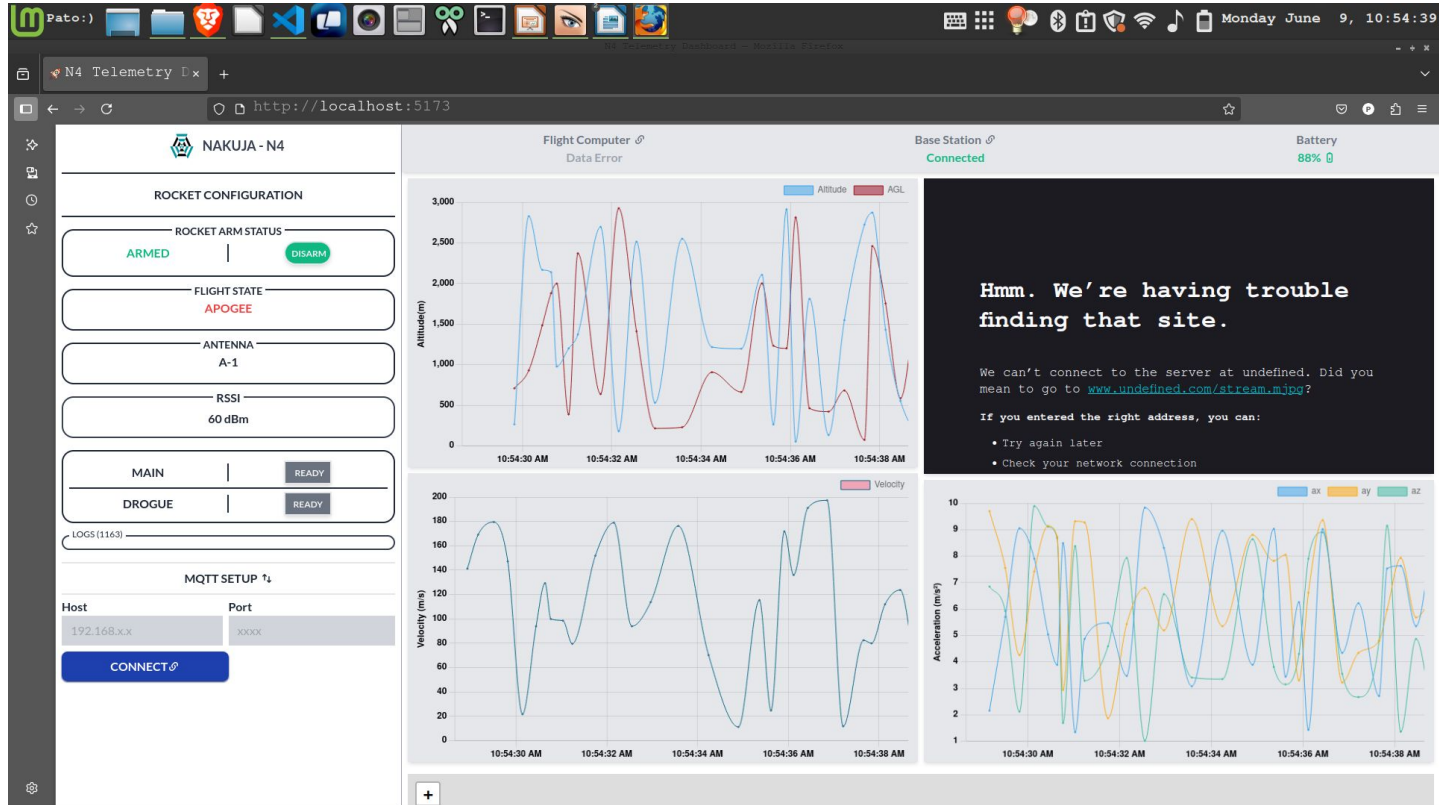 Pato:)
Monday June 9, 10:54:39
N4 Telemetry Dashboard - Mozilla Firefox
N4 Telemetry D
http://localhost:5173
NAKUJA - N4
ROCKET CONFIGURATION
ROCKET ARM STATUS
ARMED
DISARM
FLIGHT STATE
APOGEE
ANTENNA
A-1
RSSI
60 dBm
MAIN
READY
DROGUE
READY
LOGS (1163)
MQTT SETUP
Host Port
192.168.x.x xxxx
CONNECT
Flight Computer
Data Error
Base Station
Connected
Battery
88%
Altitude AGL
3,000
2,500
2,000
1,500
1,000
500
0
Altitude(m)
10:54:30 AM 10:54:32 AM 10:54:34 AM 10:54:36 AM 10:54:38 AM
Hmm. We're having trouble
finding that site.
We can't connect to the server at undefined. Did you
mean to go to www.undefined.com/stream.mjpg?
If you entered the right address, you can:
• Try again later
• Check your network connection
Velocity
200
180
160
140
120
100
80
60
40
20
0
Velocity (m/s)
10:54:30 AM 10:54:32 AM 10:54:34 AM 10:54:36 AM 10:54:38 AM
ax ay az
10
9
8
7
6
5
4
3
2
1
Acceleration (m/s²)
10:54:30 AM 10:54:32 AM 10:54:34 AM 10:54:36 AM 10:54:38 AM
+